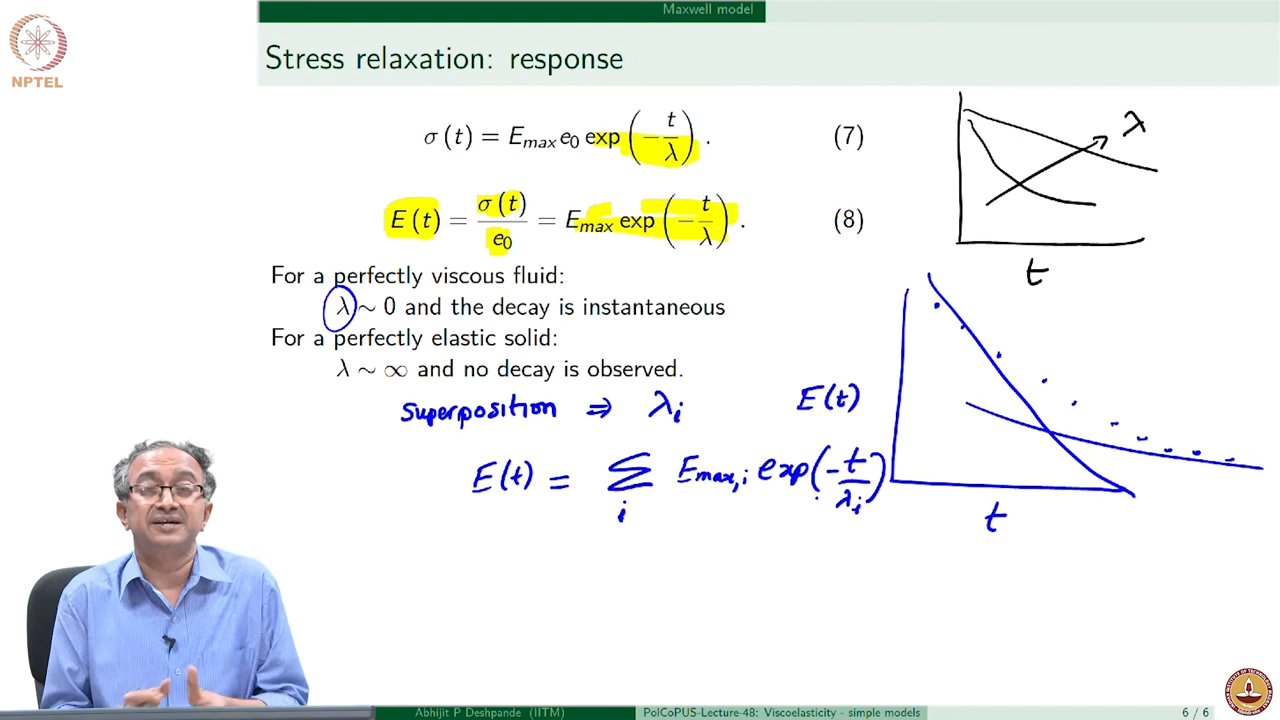 Maxwell model
NPTEL
Stress relaxation: response
σ(t) = E_max e_0 exp(−t/λ). (7)
E(t) = σ(t)/e_0 = E_max exp(−t/λ). (8)
λ
t
For a perfectly viscous fluid:
λ ∼ 0 and the decay is instantaneous
For a perfectly elastic solid:
λ ∼ ∞ and no decay is observed.
superposition ⇒ λ_i
E(t) = Σ_i E_max,i exp(−t/λ_i)
E(t)
t
Abhijit P Deshpande (IITM) PolCoPUS-Lecture-48: Viscoelasticity - simple models 6 / 6